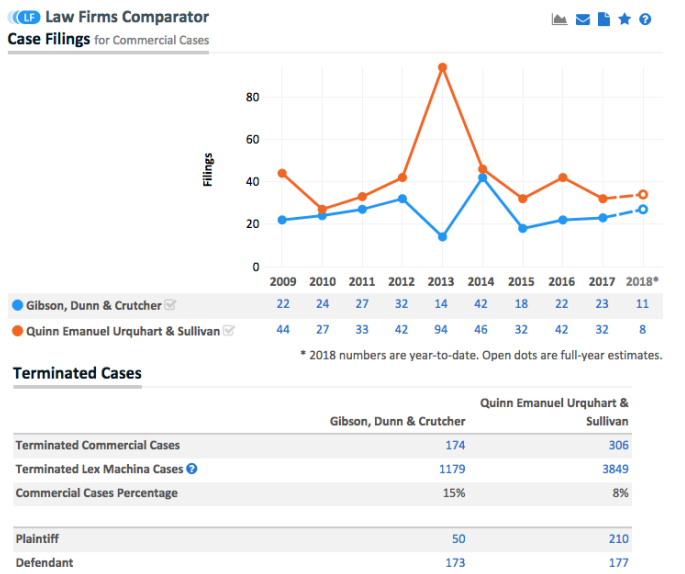 LF Law Firms Comparator
Case Filings for Commercial Cases
80
60
40
20
0
Filings
2009 2010 2011 2012 2013 2014 2015 2016 2017 2018*
Gibson, Dunn & Crutcher 22 24 27 32 14 42 18 22 23 11
Quinn Emanuel Urquhart & Sullivan 44 27 33 42 94 46 32 42 32 8
* 2018 numbers are year-to-date. Open dots are full-year estimates.
Terminated Cases
Quinn Emanuel Urquhart &
Gibson, Dunn & Crutcher Sullivan
Terminated Commercial Cases 174 306
Terminated Lex Machina Cases ? 1179 3849
Commercial Cases Percentage 15% 8%
Plaintiff 50 210
Defendant 173 177